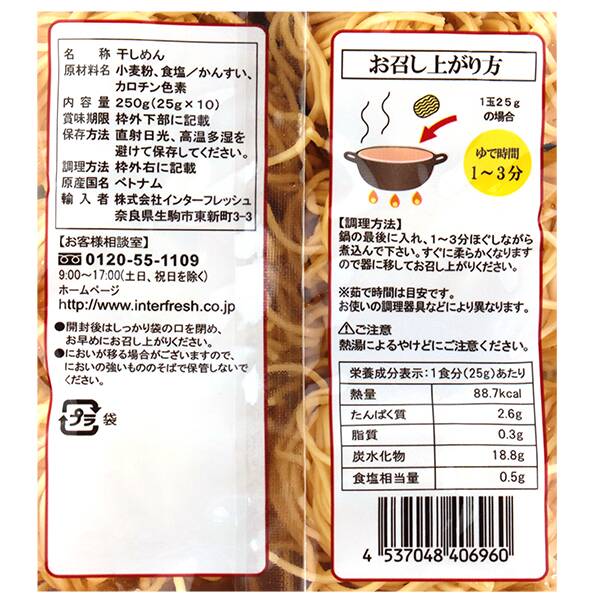 名称 干しめん
原材料名 小麦粉、食塩／かんすい、
カロチン色素
内容量 250g(25g×10)
賞味期限 枠外下部に記載
保存方法 直射日光、高温多湿を
避けて保存してください。
調理方法 枠外右に記載
原産国名 ベトナム
輸入者 株式会社インターフレッシュ
奈良県生駒市東新町3-3
【お客様相談室】
0120-55-1109
9:00～17:00(土日、祝日を除く)
ホームページ
http://www.interfresh.co.jp
●開封後はしっかり袋の口を閉め、
お早めにお召し上がりください。
●においが移る場合がございますので、
においの強いもののそばで保管しないで
ください。
プラ 袋
お召し上がり方
1玉25g
の場合
ゆで時間
1～3分
【調理方法】
鍋の最後に入れ、1～3分ほぐしながら
煮込んで下さい。すぐに柔らかくなります
ので器に移してお召し上がりください。
※茹で時間は目安です。
お使いの調理器具などにより異なります。
⚠ご注意
熱湯によるやけどにご注意ください。
栄養成分表示：1食分(25g)あたり
熱量 88.7kcal
たんぱく質 2.6g
脂質 0.3g
炭水化物 18.8g
食塩相当量 0.5g
4 537048 406960